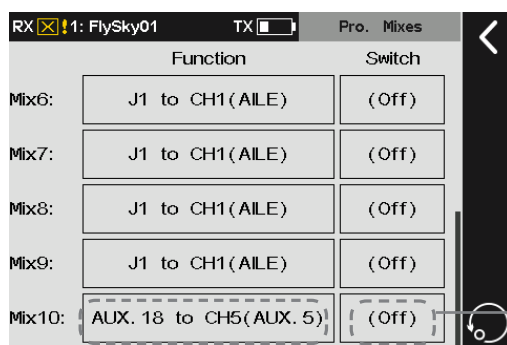 RX !1: FlySky01 TX Pro. Mixes
Function Switch
Mix6: J1 to CH1(AILE) (Off)
Mix7: J1 to CH1(AILE) (Off)
Mix8: J1 to CH1(AILE) (Off)
Mix9: J1 to CH1(AILE) (Off)
Mix10: AUX. 18 to CH5(AUX. 5) (Off)